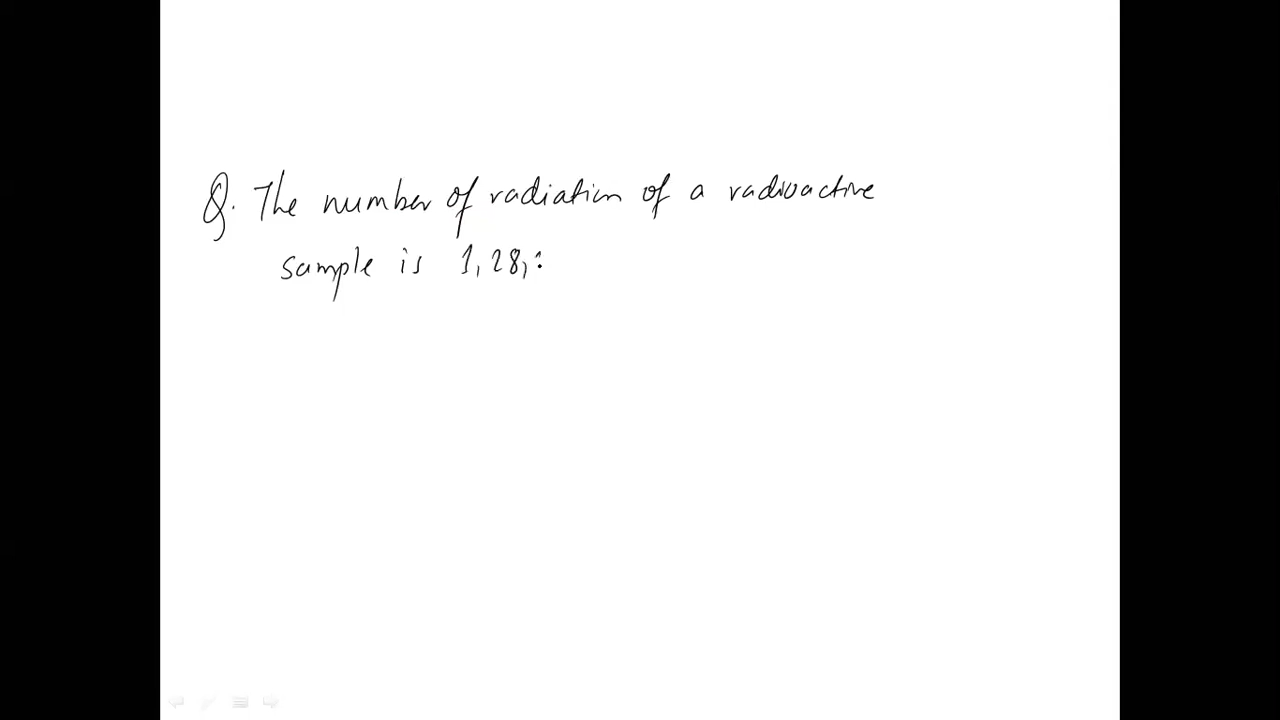 Q. The number of radiation of a radioactive
sample is 1,28,